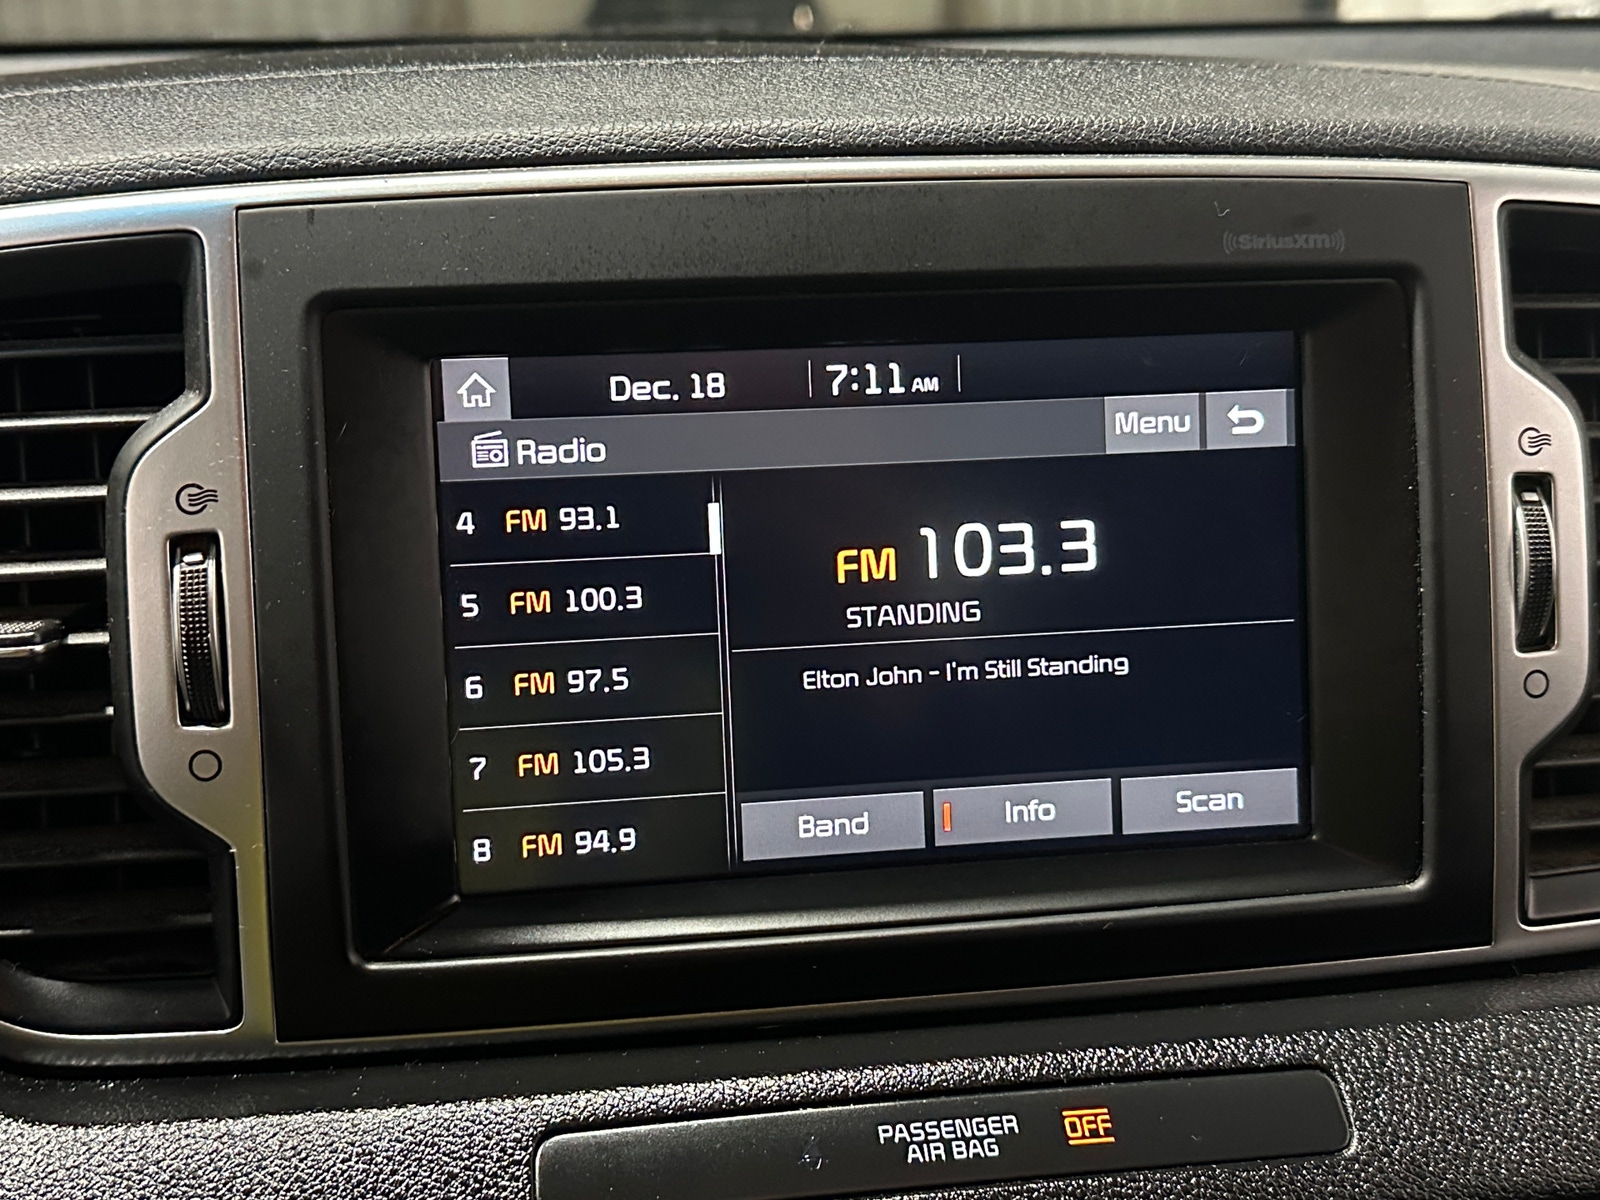 SiriusXM
Dec. 18
7:11 AM
Radio
Menu
4 FM 93.1
5 FM 100.3
6 FM 97.5
7 FM 105.3
8 FM 94.9
FM 103.3
STANDING
Elton John - I'm Still Standing
Band
Info
Scan
PASSENGER
AIR BAG
OFF